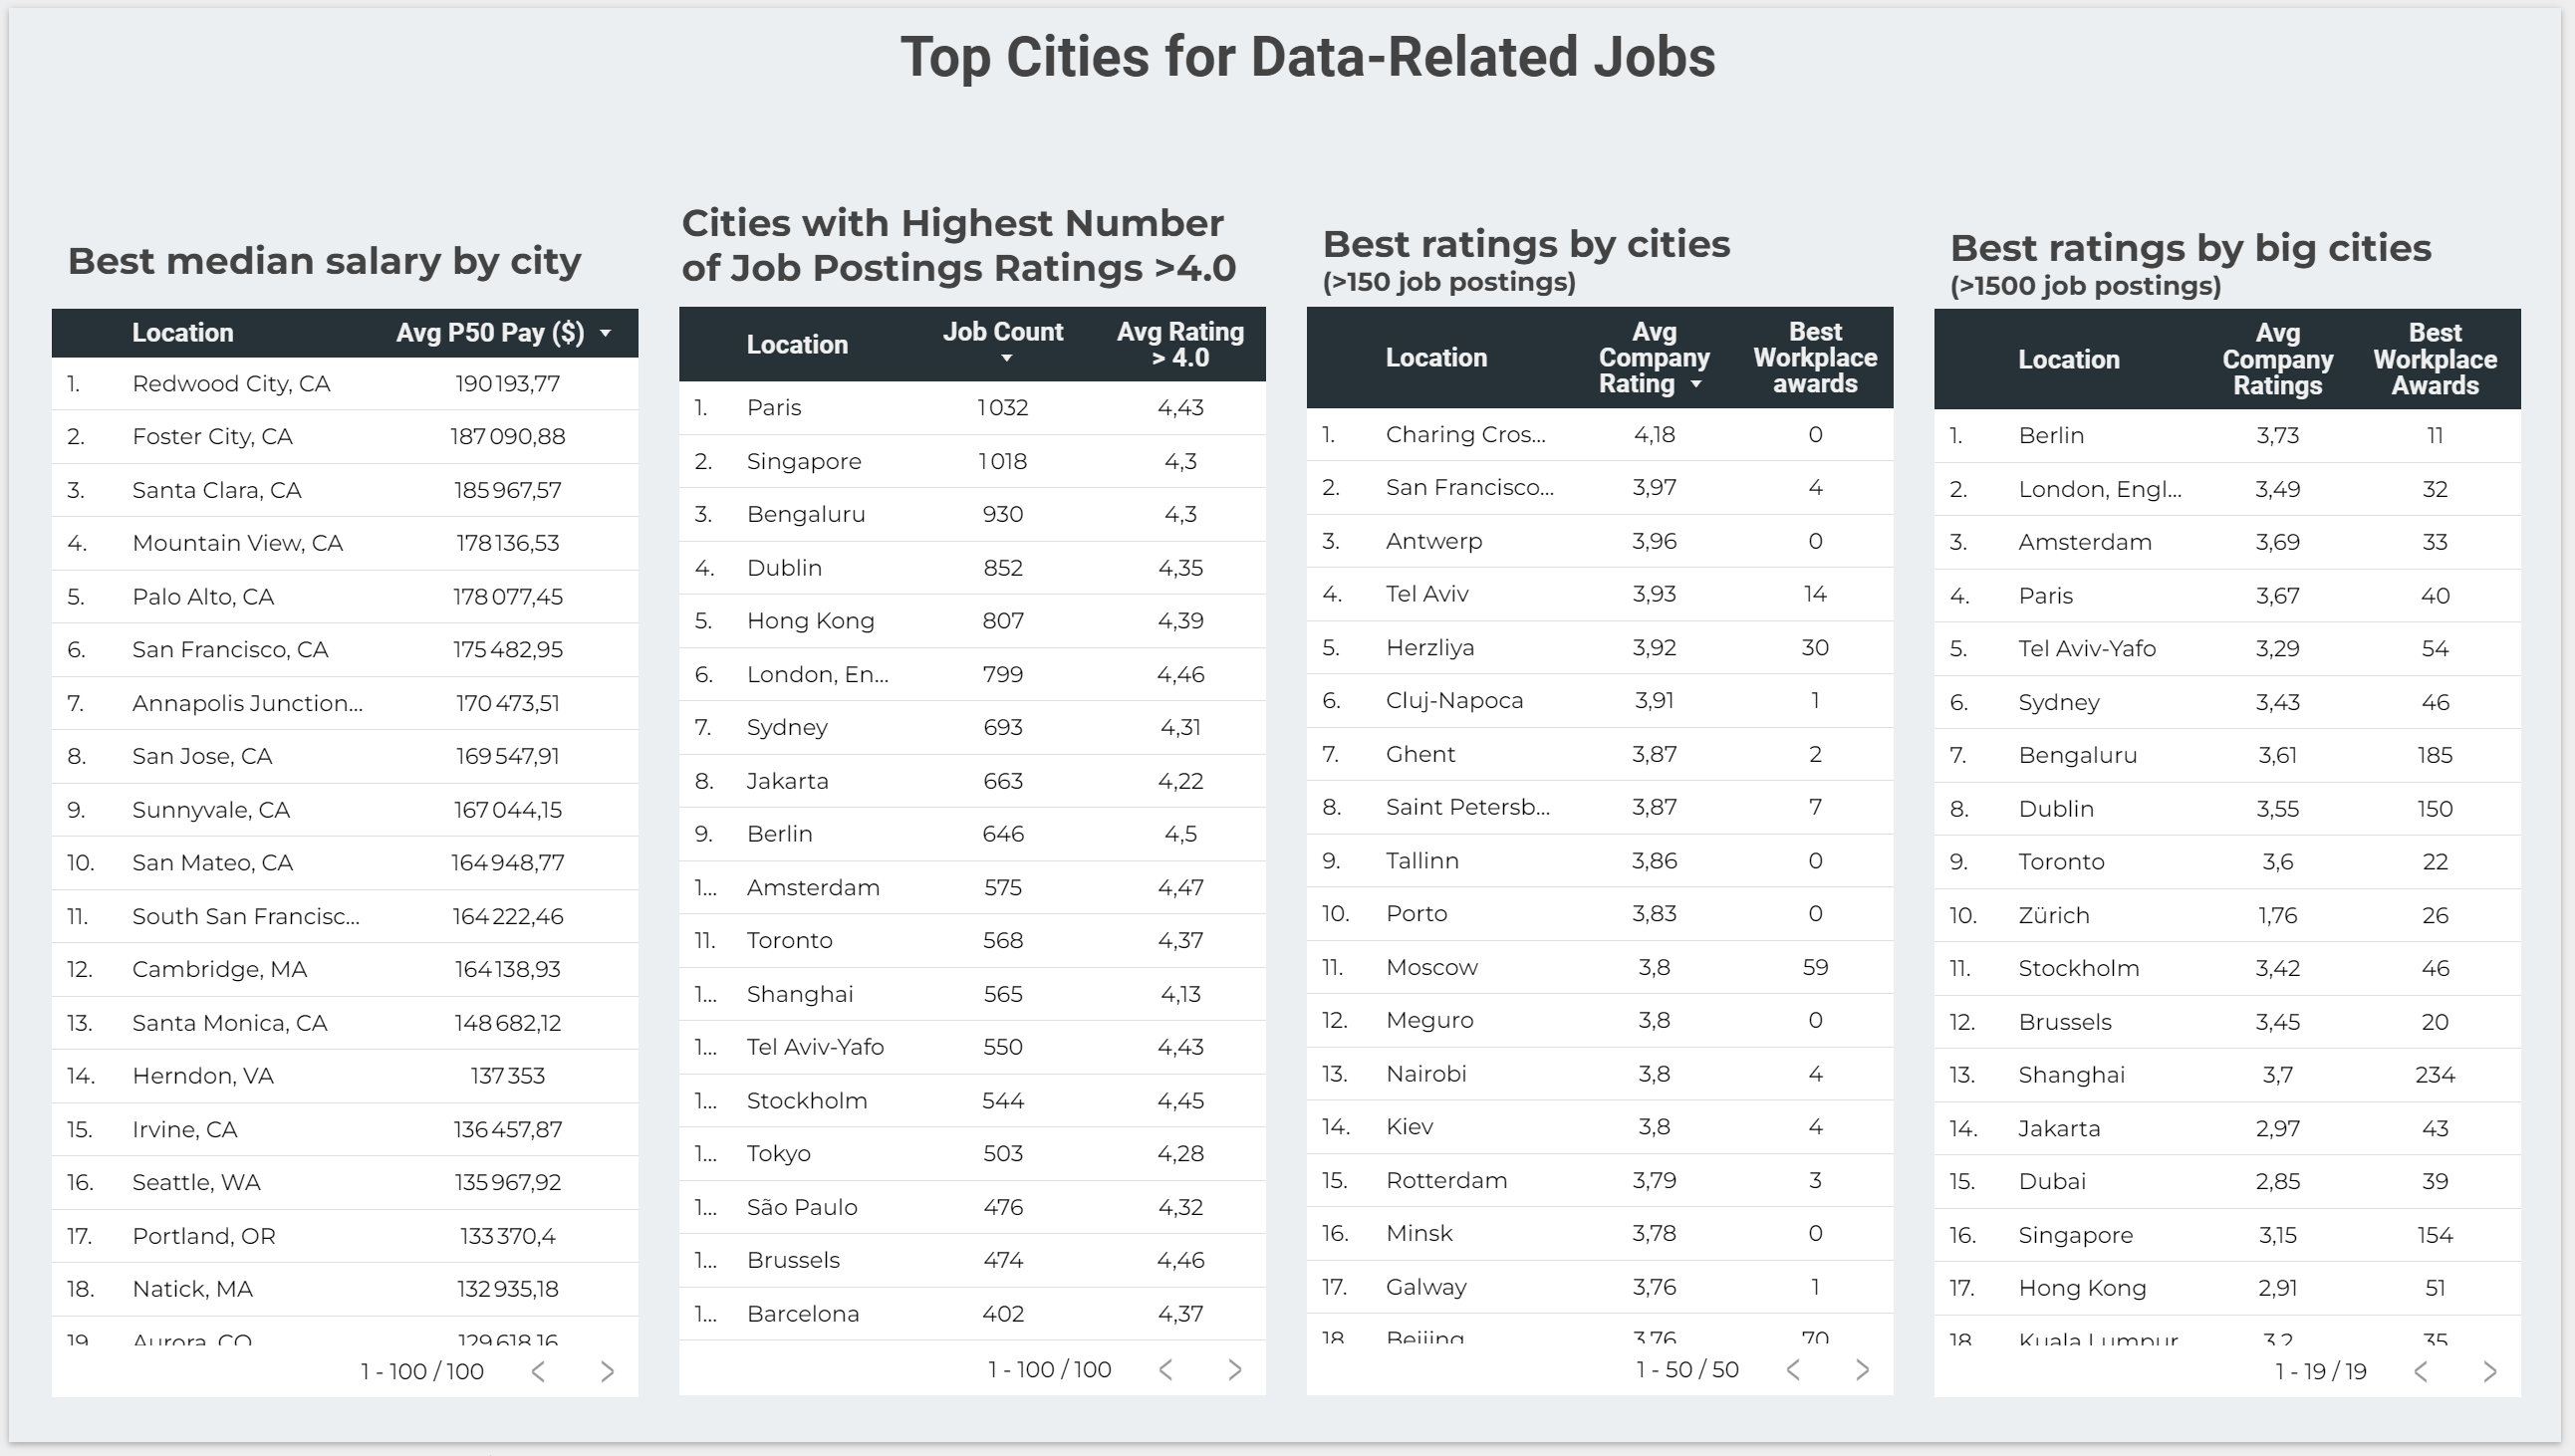 Top Cities for Data-Related Jobs
Best median salary by city
Location Avg P50 Pay ($)
1. Redwood City, CA 190 193,77
2. Foster City, CA 187 090,88
3. Santa Clara, CA 185 967,57
4. Mountain View, CA 178 136,53
5. Palo Alto, CA 178 077,45
6. San Francisco, CA 175 482,95
7. Annapolis Junction... 170 473,51
8. San Jose, CA 169 547,91
9. Sunnyvale, CA 167 044,15
10. San Mateo, CA 164 948,77
11. South San Francisc... 164 222,46
12. Cambridge, MA 164 138,93
13. Santa Monica, CA 148 682,12
14. Herndon, VA 137 353
15. Irvine, CA 136 457,87
16. Seattle, WA 135 967,92
17. Portland, OR 133 370,4
18. Natick, MA 132 935,18
19. Aurora, CO 129 618,16
1 - 100 / 100 < >
Cities with Highest Number
of Job Postings Ratings >4.0
Location Job Count Avg Rating
> 4.0
1. Paris 1 032 4,43
2. Singapore 1 018 4,3
3. Bengaluru 930 4,3
4. Dublin 852 4,35
5. Hong Kong 807 4,39
6. London, En... 799 4,46
7. Sydney 693 4,31
8. Jakarta 663 4,22
9. Berlin 646 4,5
1... Amsterdam 575 4,47
11. Toronto 568 4,37
1... Shanghai 565 4,13
1... Tel Aviv-Yafo 550 4,43
1... Stockholm 544 4,45
1... Tokyo 503 4,28
1... São Paulo 476 4,32
1... Brussels 474 4,46
1... Barcelona 402 4,37
1 - 100 / 100 < >
Best ratings by cities
(>150 job postings)
Location Avg Company Rating Best Workplace awards
1. Charing Cros... 4,18 0
2. San Francisco... 3,97 4
3. Antwerp 3,96 0
4. Tel Aviv 3,93 14
5. Herzliya 3,92 30
6. Cluj-Napoca 3,91 1
7. Ghent 3,87 2
8. Saint Petersb... 3,87 7
9. Tallinn 3,86 0
10. Porto 3,83 0
11. Moscow 3,8 59
12. Meguro 3,8 0
13. Nairobi 3,8 4
14. Kiev 3,8 4
15. Rotterdam 3,79 3
16. Minsk 3,78 0
17. Galway 3,76 1
18. Beijing 3,76 70
1 - 50 / 50 < >
Best ratings by big cities
(>1500 job postings)
Location Avg Company Ratings Best Workplace Awards
1. Berlin 3,73 11
2. London, Engl... 3,49 32
3. Amsterdam 3,69 33
4. Paris 3,67 40
5. Tel Aviv-Yafo 3,29 54
6. Sydney 3,43 46
7. Bengaluru 3,61 185
8. Dublin 3,55 150
9. Toronto 3,6 22
10. Zürich 1,76 26
11. Stockholm 3,42 46
12. Brussels 3,45 20
13. Shanghai 3,7 234
14. Jakarta 2,97 43
15. Dubai 2,85 39
16. Singapore 3,15 154
17. Hong Kong 2,91 51
18. Kuala Lumpur 3,2 35
1 - 19 / 19 < >